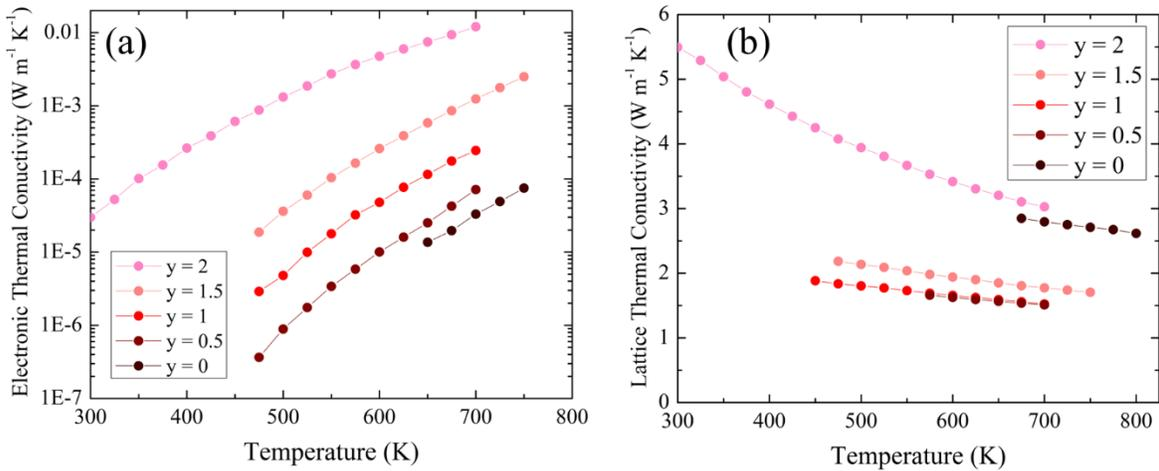 (a)
Electronic Thermal Conuctivity (W m⁻¹ K⁻¹)
0.01
1E-3
1E-4
1E-5
1E-6
1E-7
y = 2
y = 1.5
y = 1
y = 0.5
y = 0
300 400 500 600 700 800
Temperature (K)
(b)
Lattice Thermal Conuctivity (W m⁻¹ K⁻¹)
6
5
4
3
2
1
0
y = 2
y = 1.5
y = 1
y = 0.5
y = 0
300 400 500 600 700 800
Temperature (K)